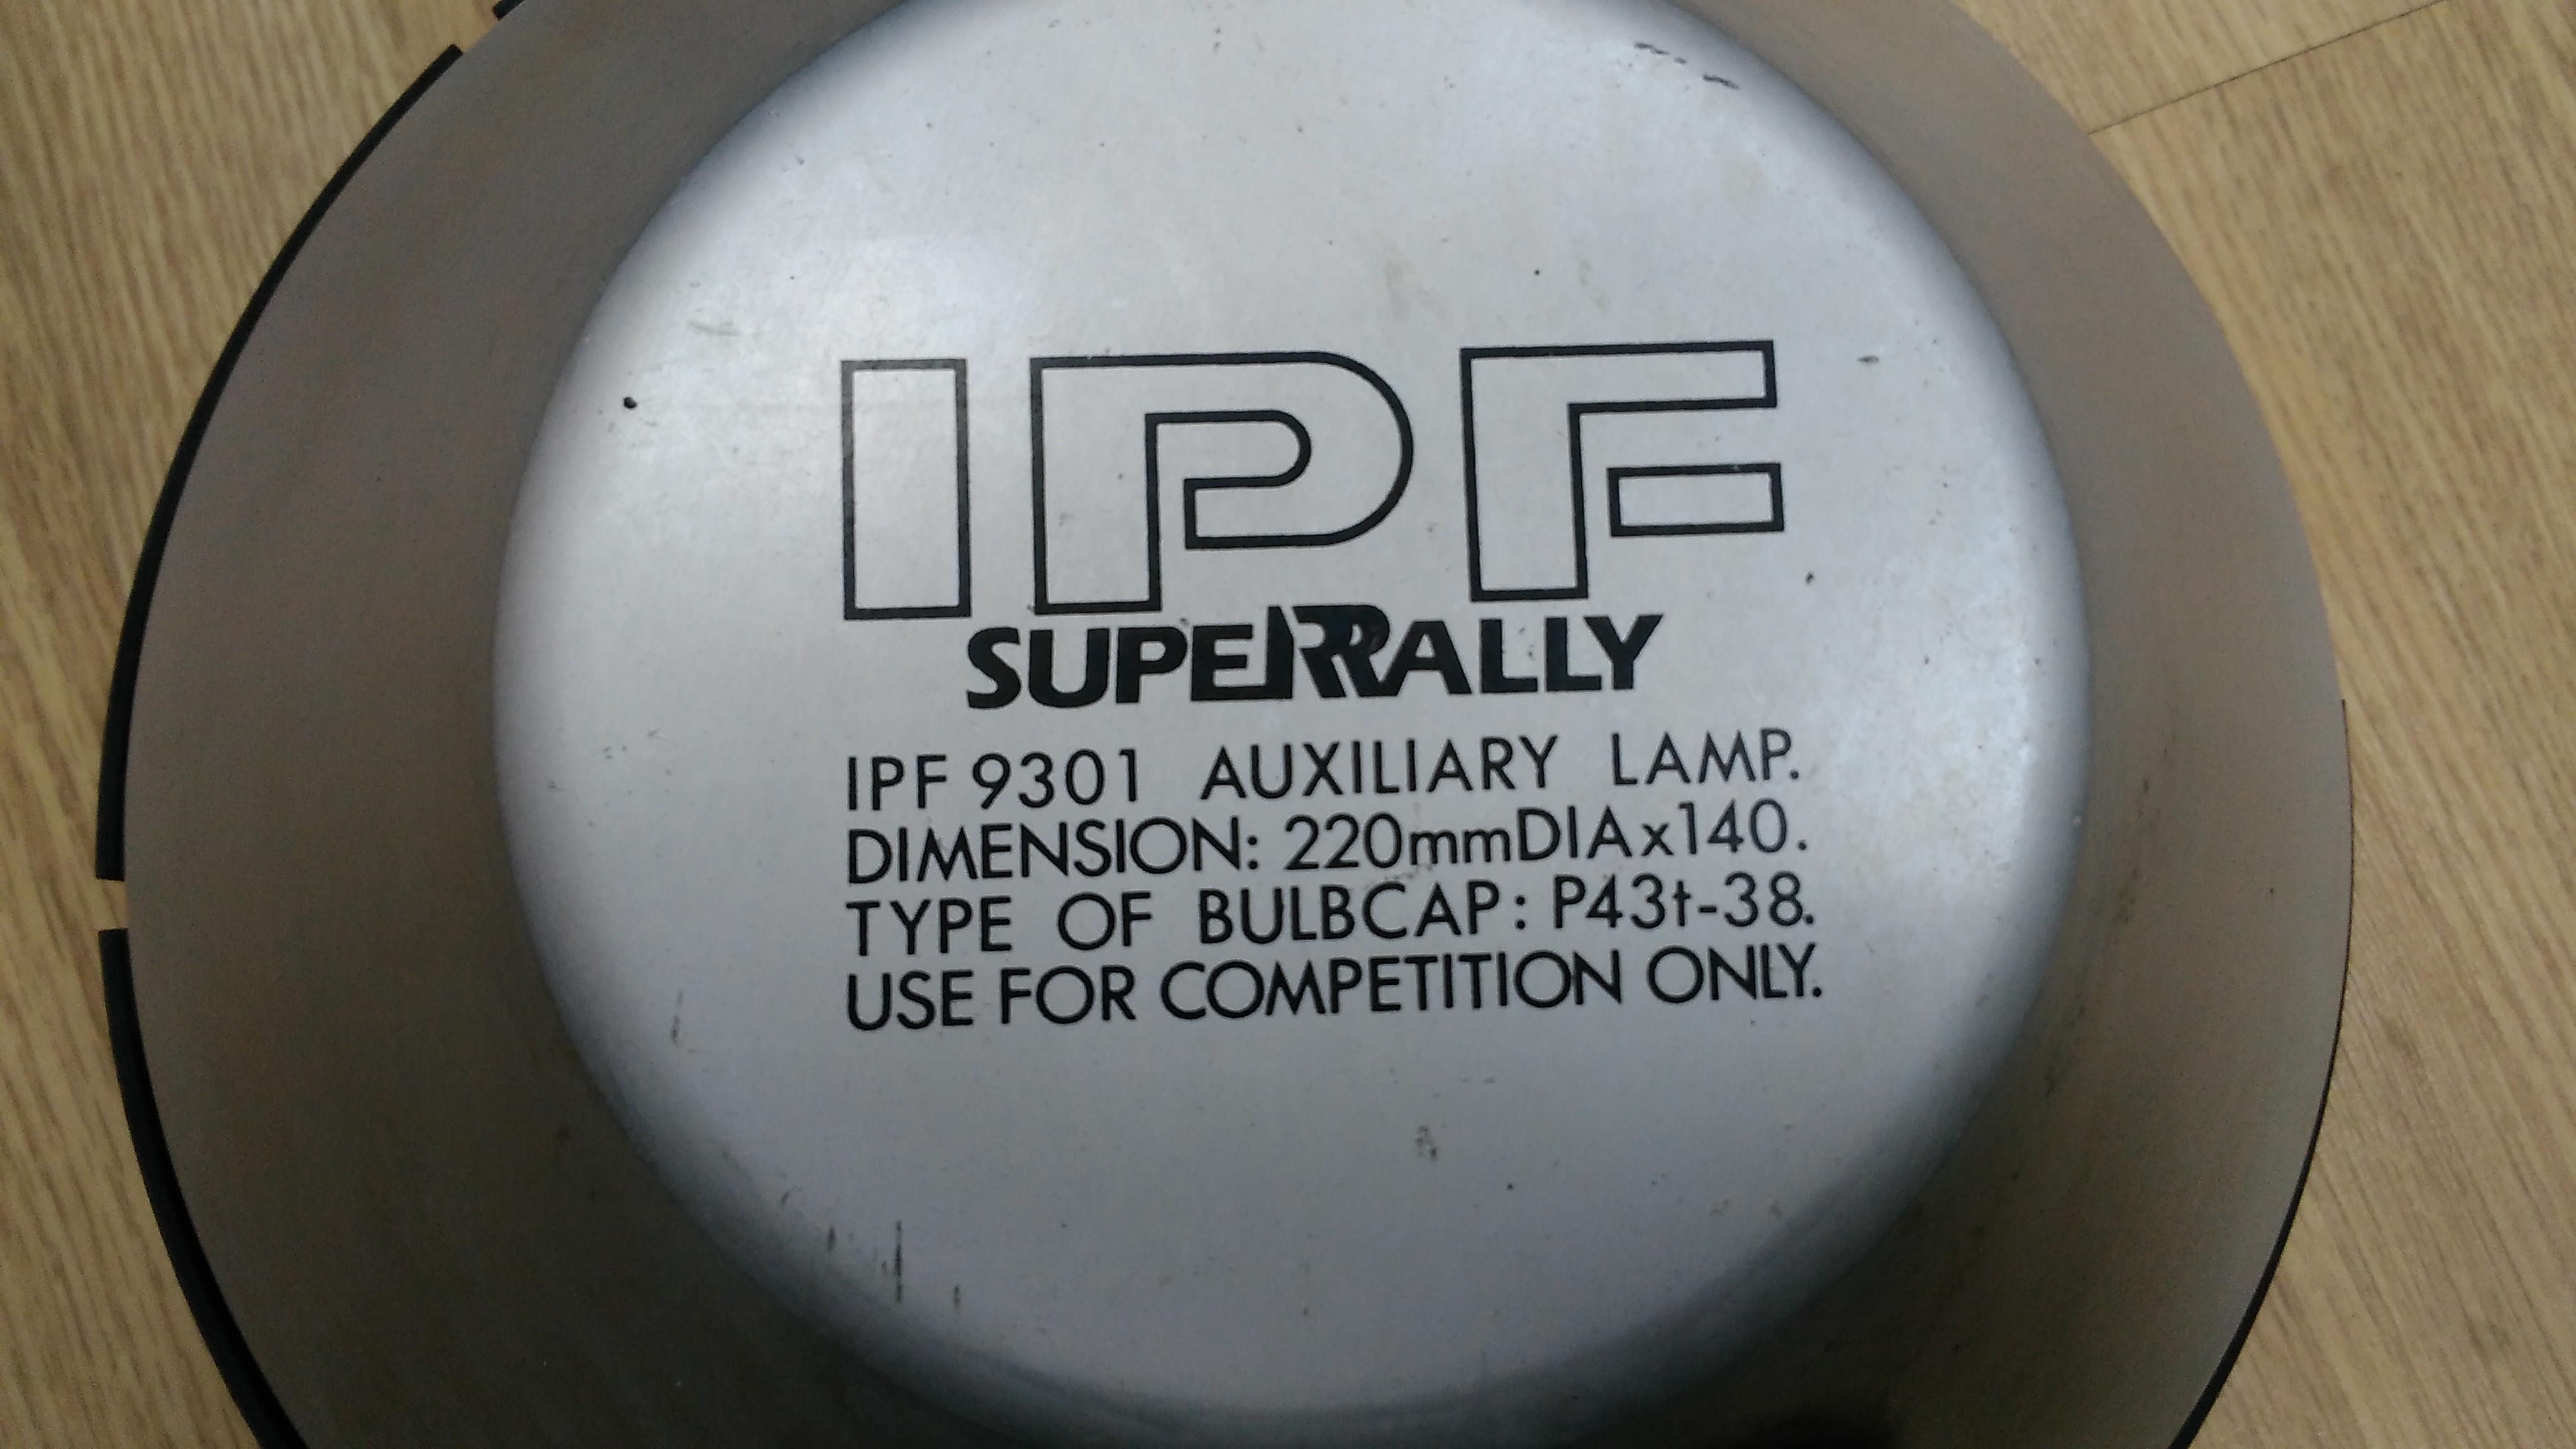 IPF
SUPERRALLY
IPF 9301 AUXILIARY LAMP.
DIMENSION: 220mmDIAx140.
TYPE OF BULBCAP: P43t-38.
USE FOR COMPETITION ONLY.